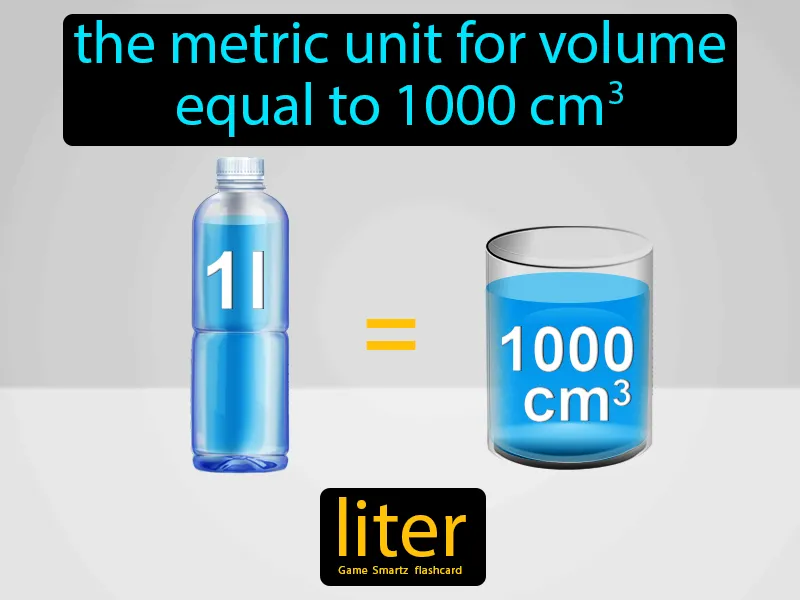 the metric unit for volume
equal to 1000 cm³
1l
=
1000
cm³
liter
Game Smartz flashcard